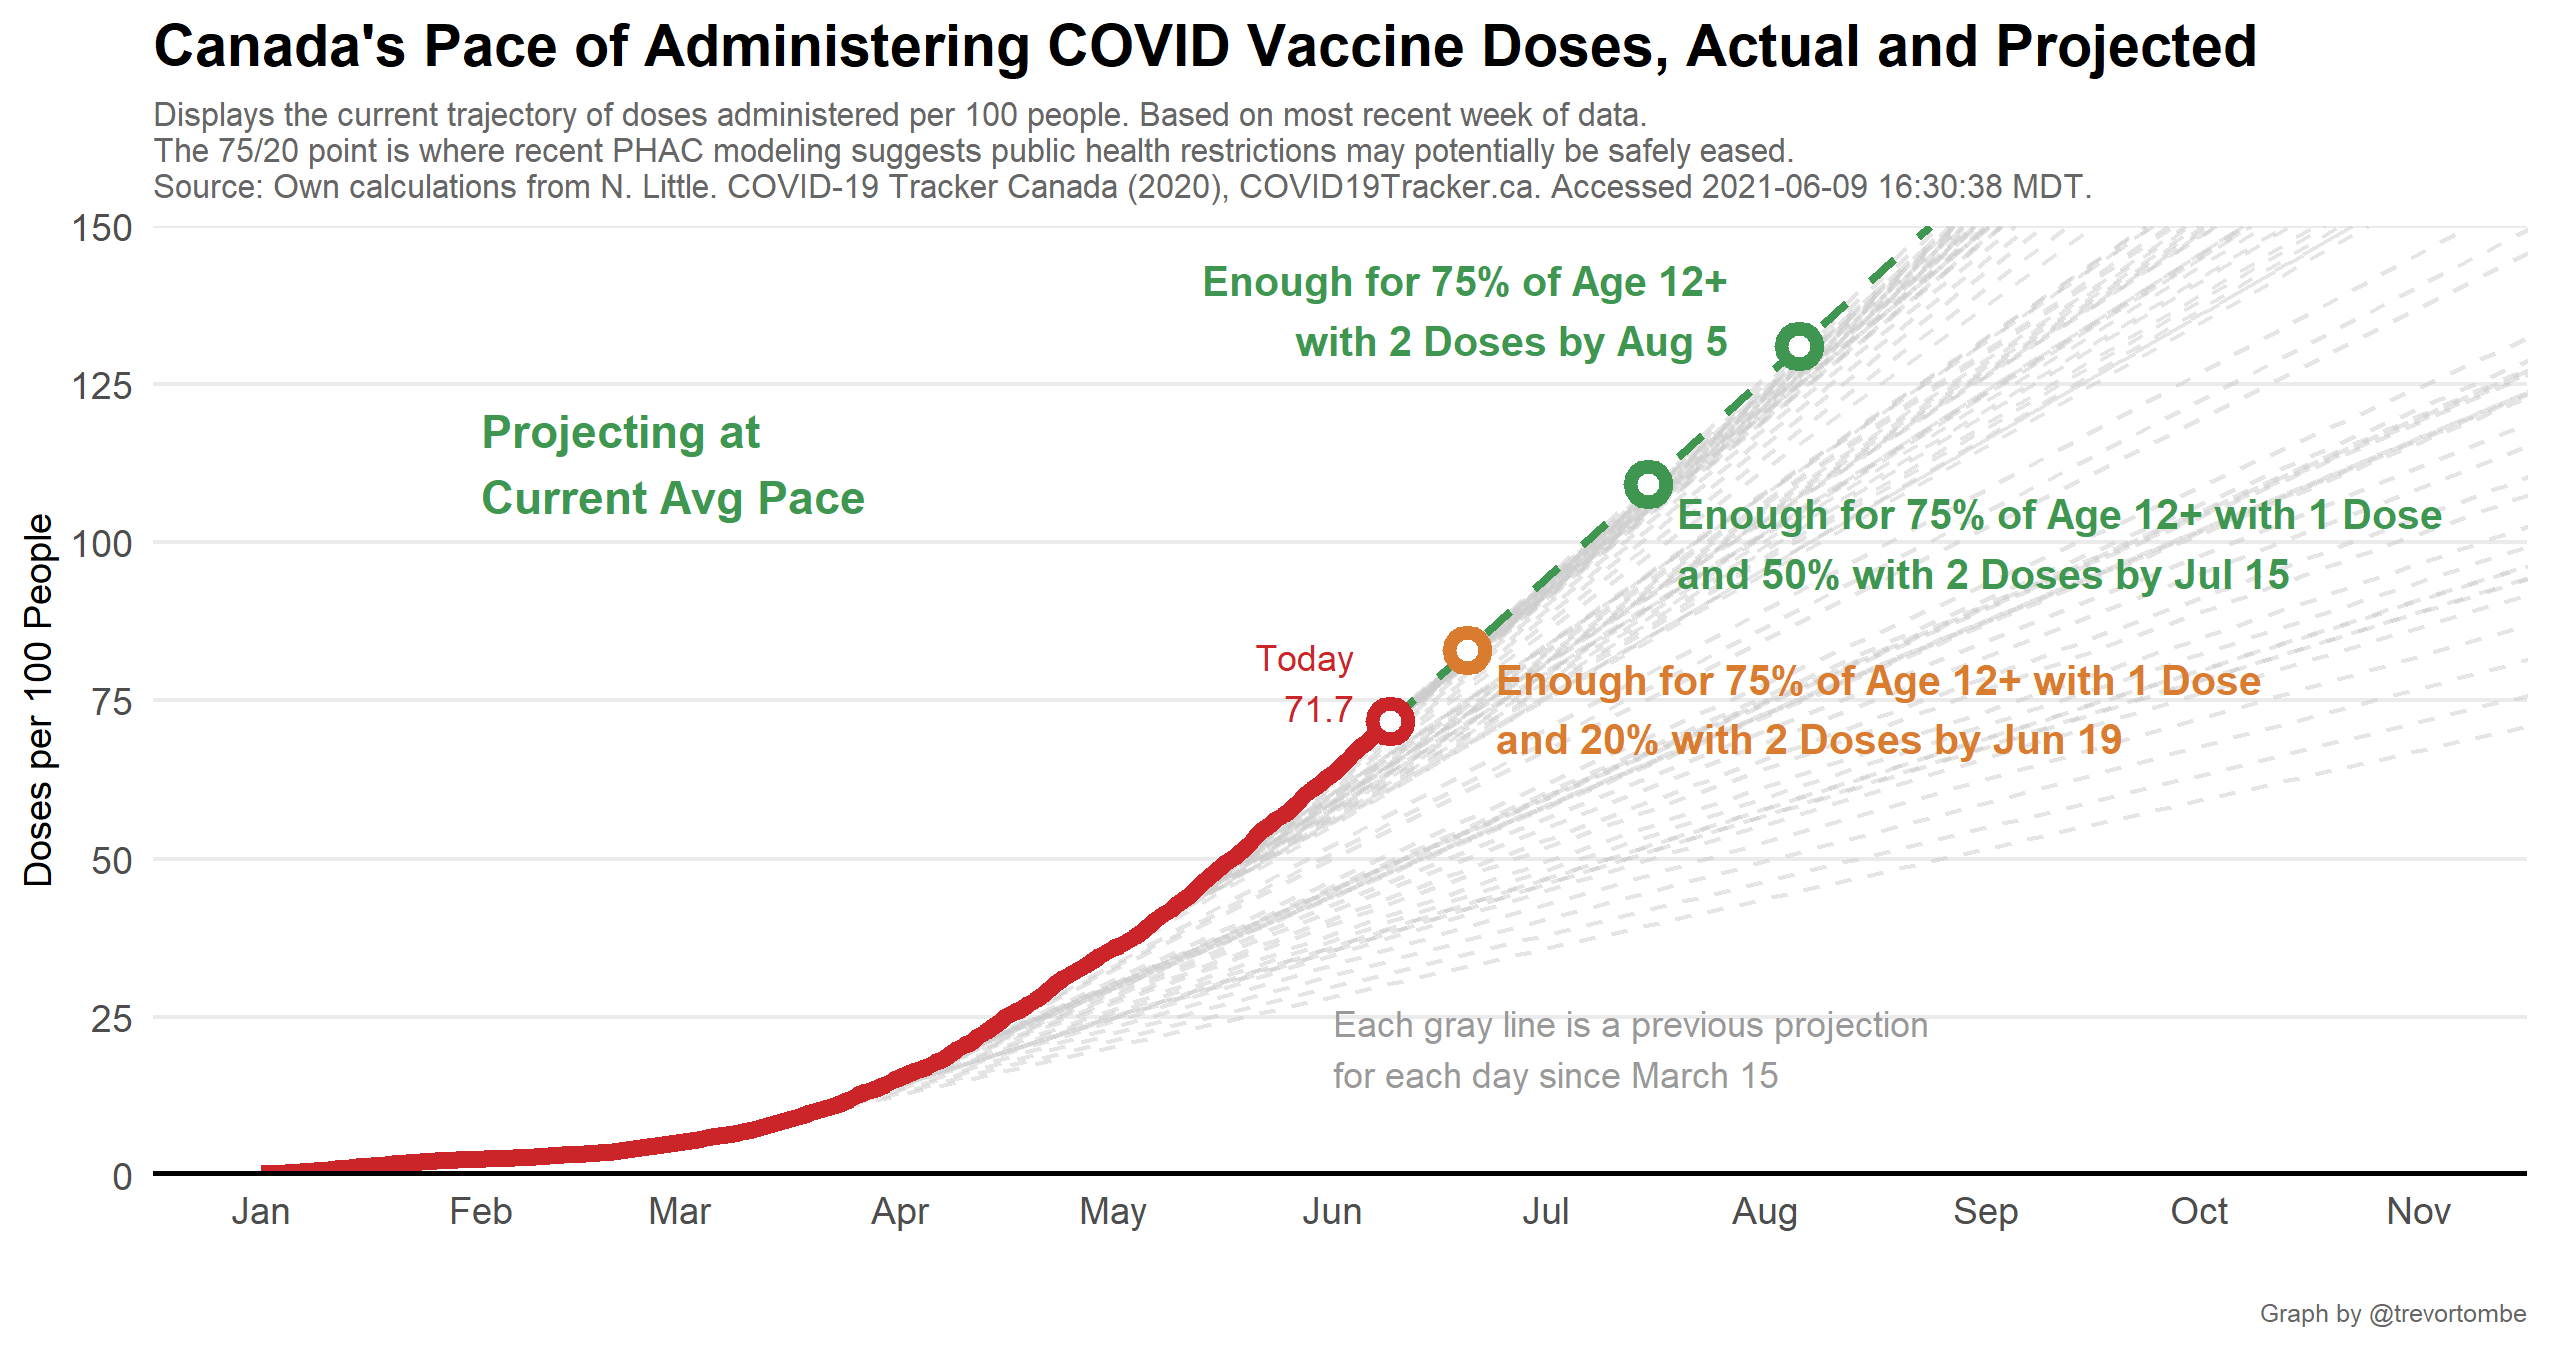 Canada's Pace of Administering COVID Vaccine Doses, Actual and Projected
Displays the current trajectory of doses administered per 100 people. Based on most recent week of data.
The 75/20 point is where recent PHAC modeling suggests public health restrictions may potentially be safely eased.
Source: Own calculations from N. Little. COVID-19 Tracker Canada (2020), COVID19Tracker.ca. Accessed 2021-06-09 16:30:38 MDT.
Doses per 100 People
150
125
100
75
50
25
0
Enough for 75% of Age 12+
with 2 Doses by Aug 5
Projecting at
Current Avg Pace
Enough for 75% of Age 12+ with 1 Dose
and 50% with 2 Doses by Jul 15
Today
71.7
Enough for 75% of Age 12+ with 1 Dose
and 20% with 2 Doses by Jun 19
Each gray line is a previous projection
for each day since March 15
Jan Feb Mar Apr May Jun Jul Aug Sep Oct Nov
Graph by @trevortombe